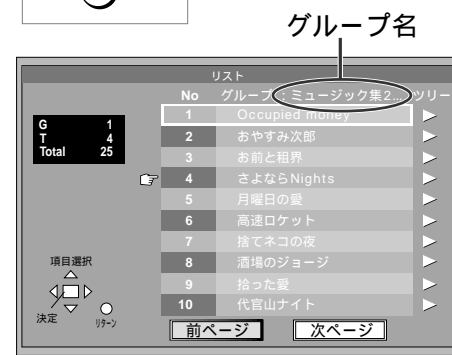 グループ名
リスト
No グループ : ミュージック集2... ツリー
G 1
T 4
Total 25
1 Occupied money
2 おやすみ次郎
3 お前と租界
4 さよならNights
5 月曜日の愛
6 高速ロケット
7 捨てネコの夜
8 酒場のジョージ
9 拾った愛
10 代官山ナイト
項目選択
決定 リターン
前ページ 次ページ